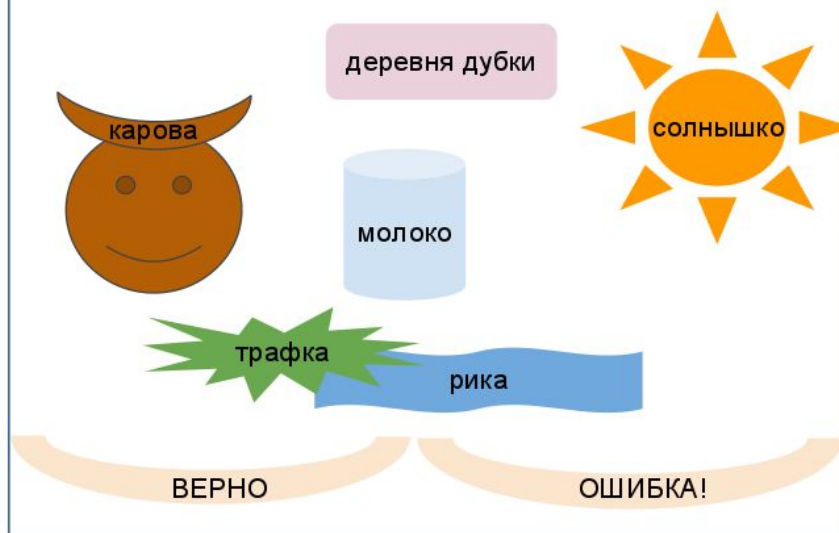 деревня дубки
карова
солнышко
молоко
трафка
рика
ВЕРНО
ОШИБКА!